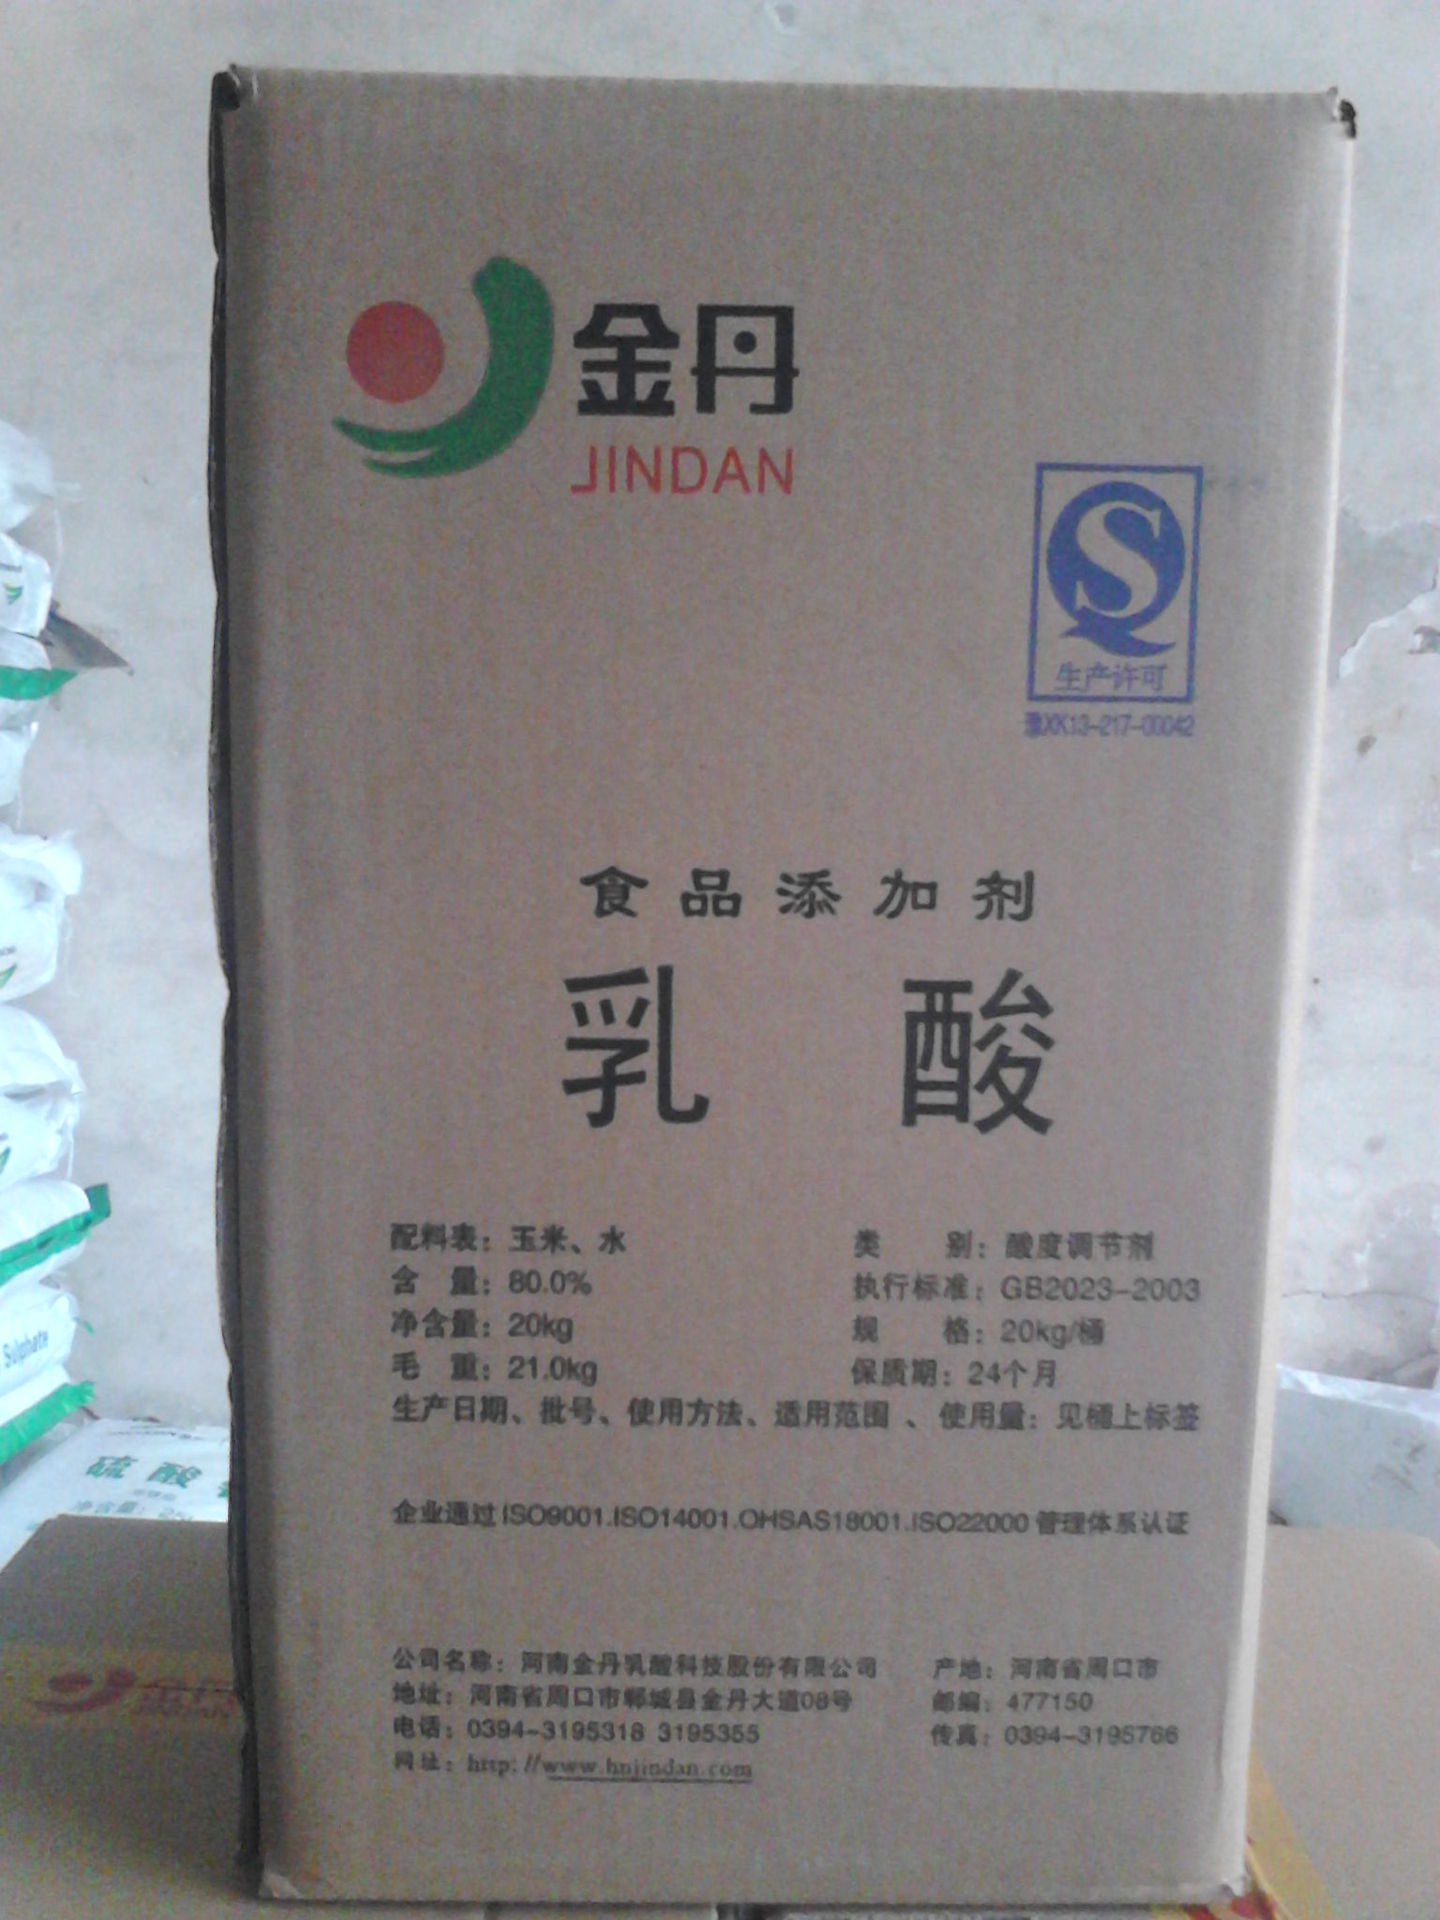 金丹
JINDAN
生产许可
豫XK13-217-00042
食品添加剂
乳酸
配料表：玉米、水
含 量：80.0%
净含量：20kg
毛 重：21.0kg
类 别：酸度调节剂
执行标准：GB2023-2003
规 格：20kg/桶
保质期：24个月
生产日期、批号、使用方法、适用范围、使用量：见桶上标签
企业通过ISO9001.ISO14001.OHSAS18001.ISO22000管理体系认证
公司名称：河南金丹乳酸科技股份有限公司
地址：河南省周口市郸城县金丹大道08号
电话：0394-3195318 3195355
网址：http://www.hnjindan.com
产地：河南省周口市
邮编：477150
传真：0394-3195766
Sulphate
硫酸
净含量：
金丹
JINDAN